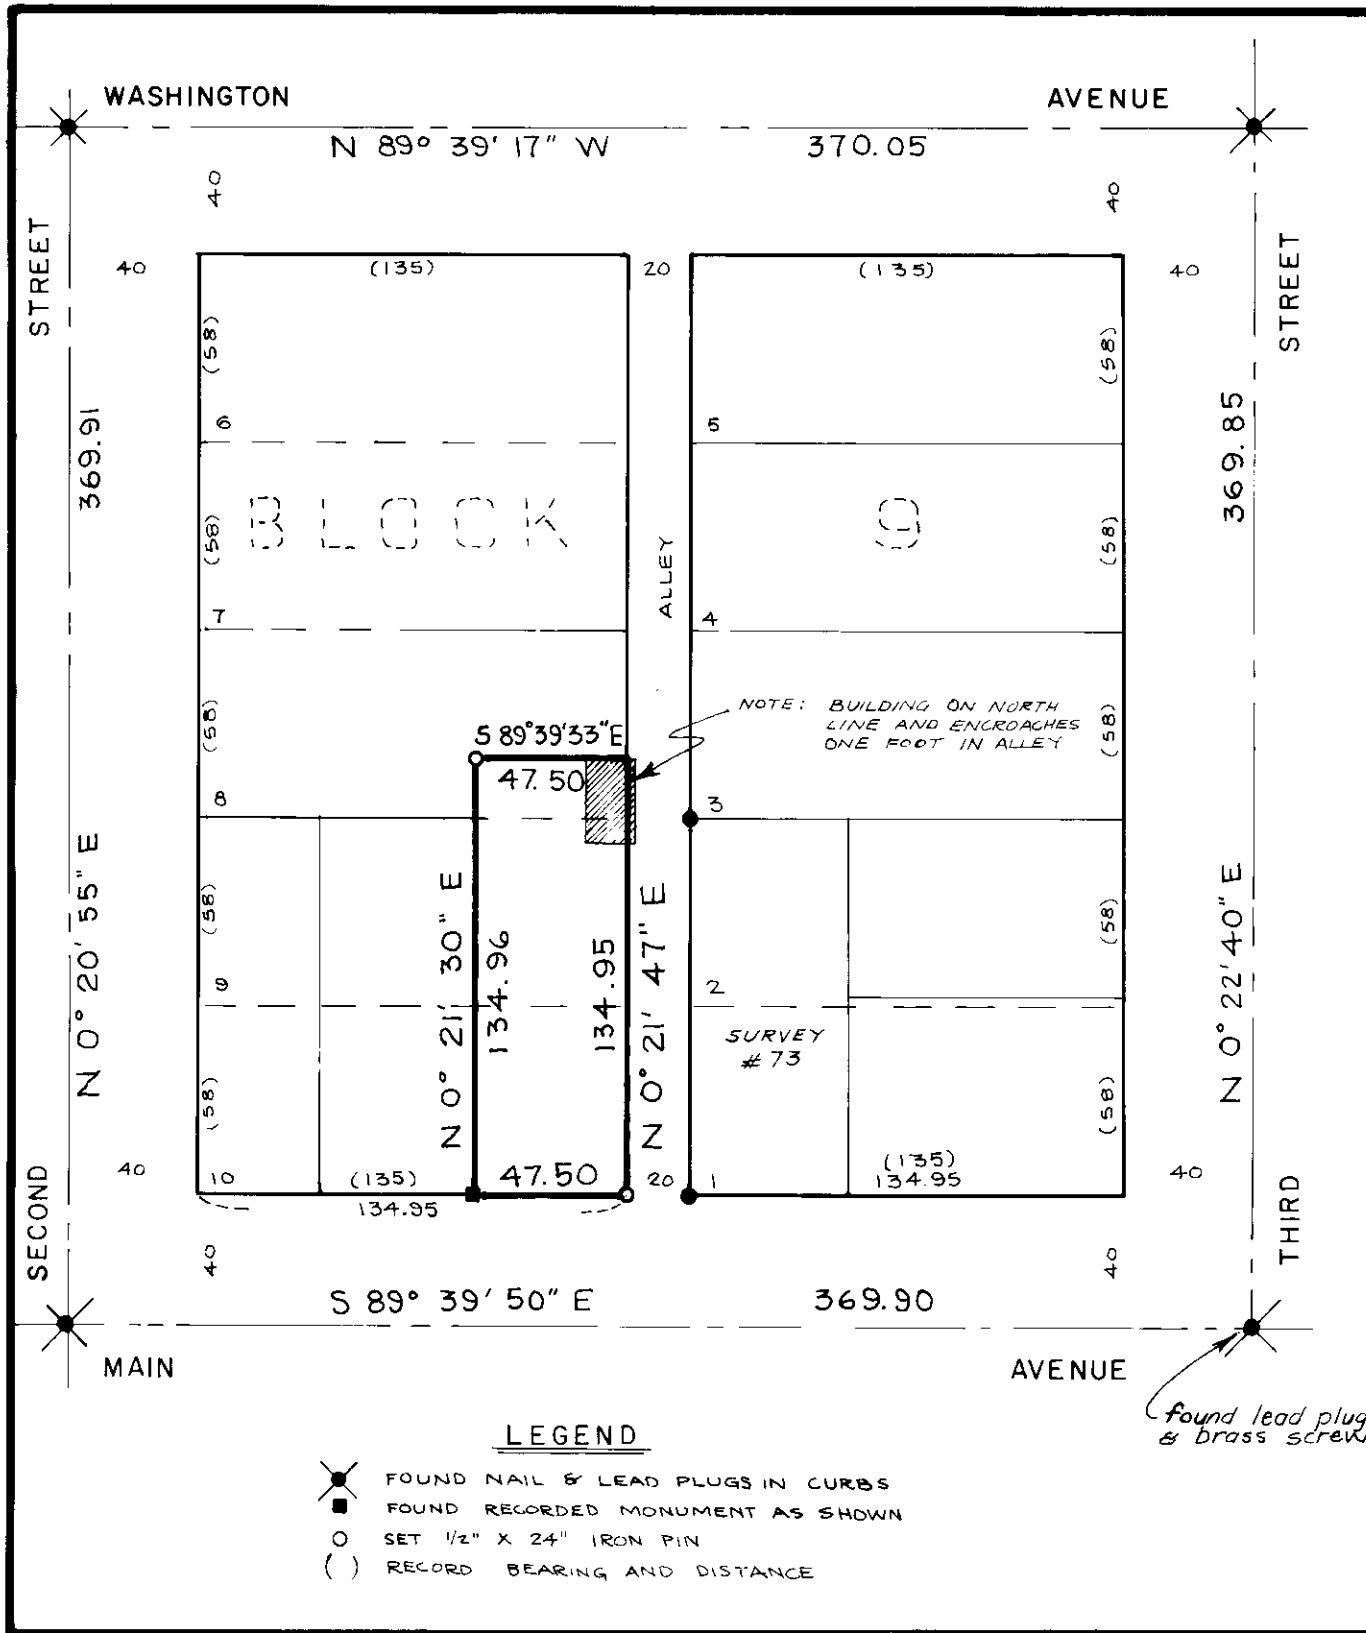 WASHINGTON AVENUE
N 89° 39' 17" W 370.05
40 40
STREET STREET
40 (135) 20 (135) 40
(58) (58)
369.91 369.85
6 5
BLOCK 9
(58) (58)
ALLEY
7 4
(58) (58)
NOTE: BUILDING ON NORTH
LINE AND ENCROACHES
ONE FOOT IN ALLEY
S 89°39'33" E
47.50
8 3
N 0° 20' 55" E
(58) (58)
N 0° 21' 30" E
134.96
134.95
N 0° 21' 47" E
N 0° 22' 40" E
9 2
SURVEY
# 73
(58) (58)
SECOND THIRD
40 10 (135) 47.50 20 1 (135) 40
134.95 134.95
40 40
S 89° 39' 50" E 369.90
MAIN AVENUE
found lead plug
& brass screw
LEGEND
FOUND NAIL & LEAD PLUGS IN CURBS
FOUND RECORDED MONUMENT AS SHOWN
SET 1/2" X 24" IRON PIN
( ) RECORD BEARING AND DISTANCE